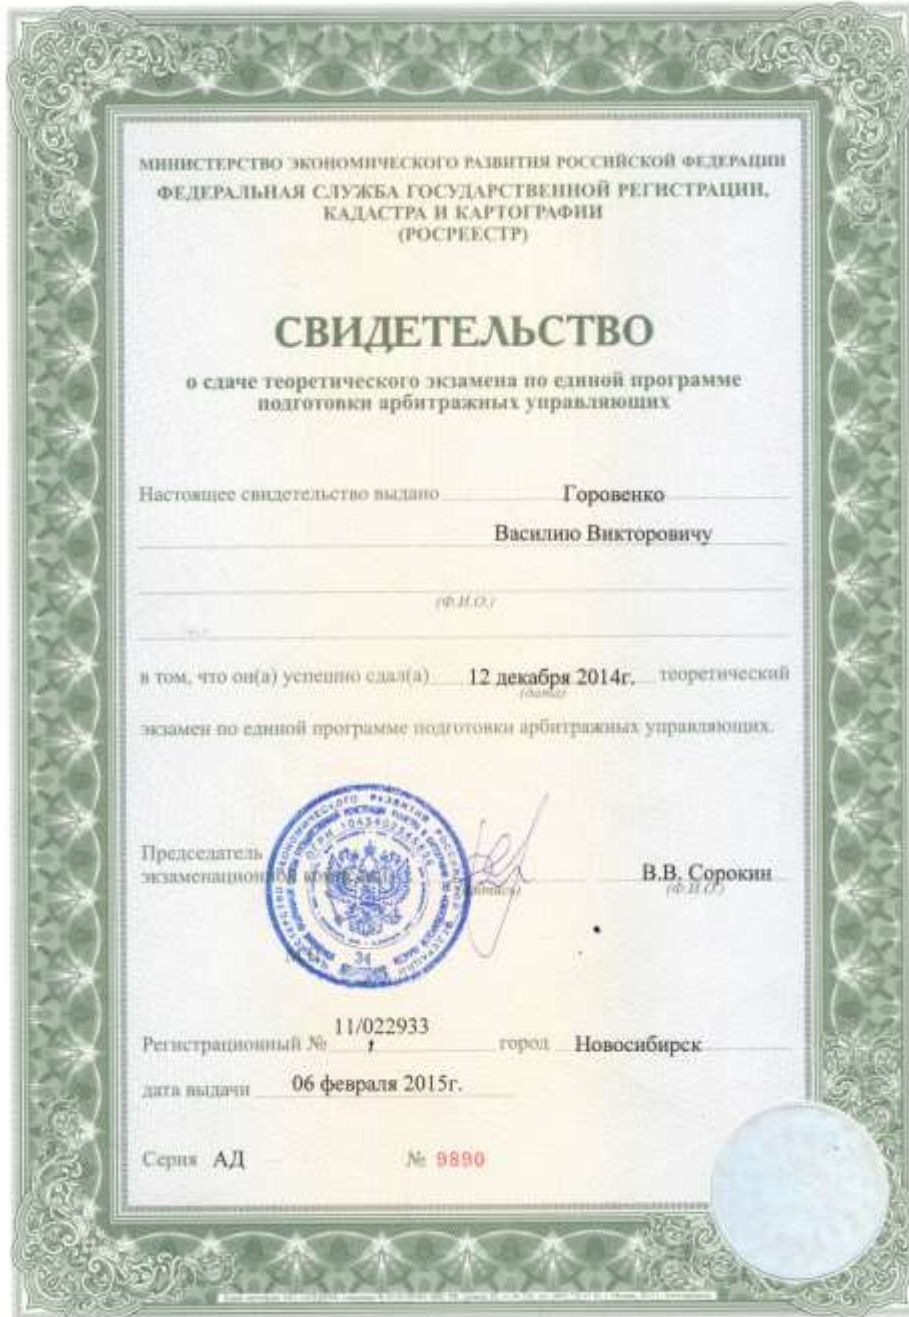 МИНИСТЕРСТВО ЭКОНОМИЧЕСКОГО РАЗВИТИЯ РОССИЙСКОЙ ФЕДЕРАЦИИ
ФЕДЕРАЛЬНАЯ СЛУЖБА ГОСУДАРСТВЕННОЙ РЕГИСТРАЦИИ,
КАДАСТРА И КАРТОГРАФИИ
(РОСРЕЕСТР)
СВИДЕТЕЛЬСТВО
о сдаче теоретического экзамена по единой программе
подготовки арбитражных управляющих
Настоящее свидетельство выдано Горовенко
Василию Викторовичу
(Ф.И.О.)
в том, что он(а) успешно сдал(а) 12 декабря 2014г. теоретический
(дата)
экзамен по единой программе подготовки арбитражных управляющих.
Председатель
экзаменационной В.В. Сорокин
(подпись) (Ф.И.О.)
34
11/022933
Регистрационный № город Новосибирск
дата выдачи 06 февраля 2015г.
Серия АД № 9890